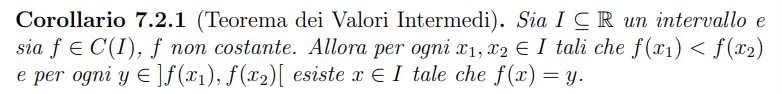 Corollario 7.2.1 (Teorema dei Valori Intermedi). Sia I ⊆ ℝ un intervallo e
sia f ∈ C(I), f non costante. Allora per ogni x₁, x₂ ∈ I tali che f(x₁) < f(x₂)
e per ogni y ∈ ]f(x₁), f(x₂)[ esiste x ∈ I tale che f(x) = y.